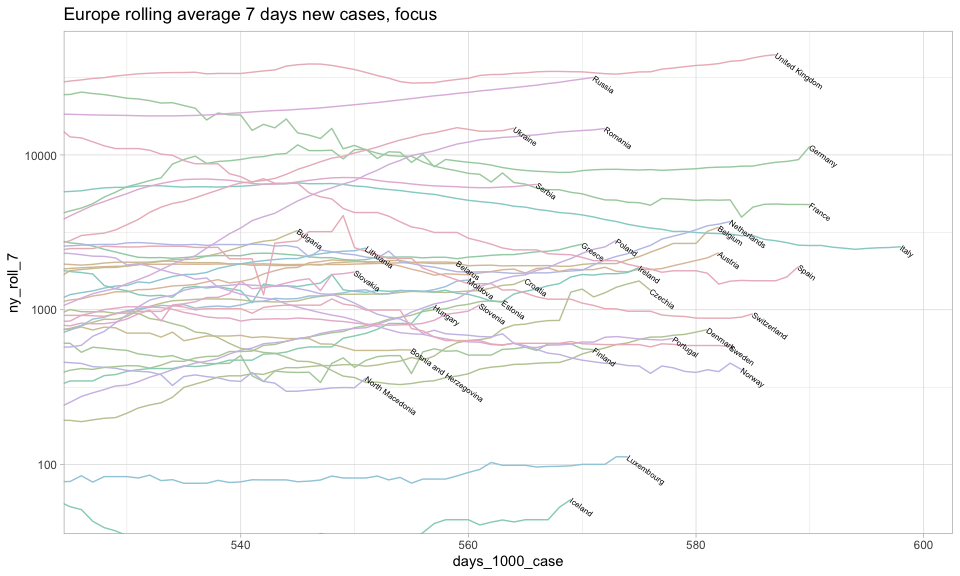 Europe rolling average 7 days new cases, focus
United Kingdom
Russia
Ukraine
Romania
Germany
10000
Serbia
France
Netherlands
Bulgaria
Belgium
Poland
Greece
Lithuania
Italy
Austria
Belarus
Ireland
Spain
Slovakia
Moldova
Croatia
Czechia
1000
Estonia
Slovenia
Hungary
Switzerland
Denmark
Portugal
Sweden
Finland
Bosnia and Herzegovina
Norway
North Macedonia
100
Luxembourg
Iceland
ny_roll_7
540
560
580
600
days_1000_case